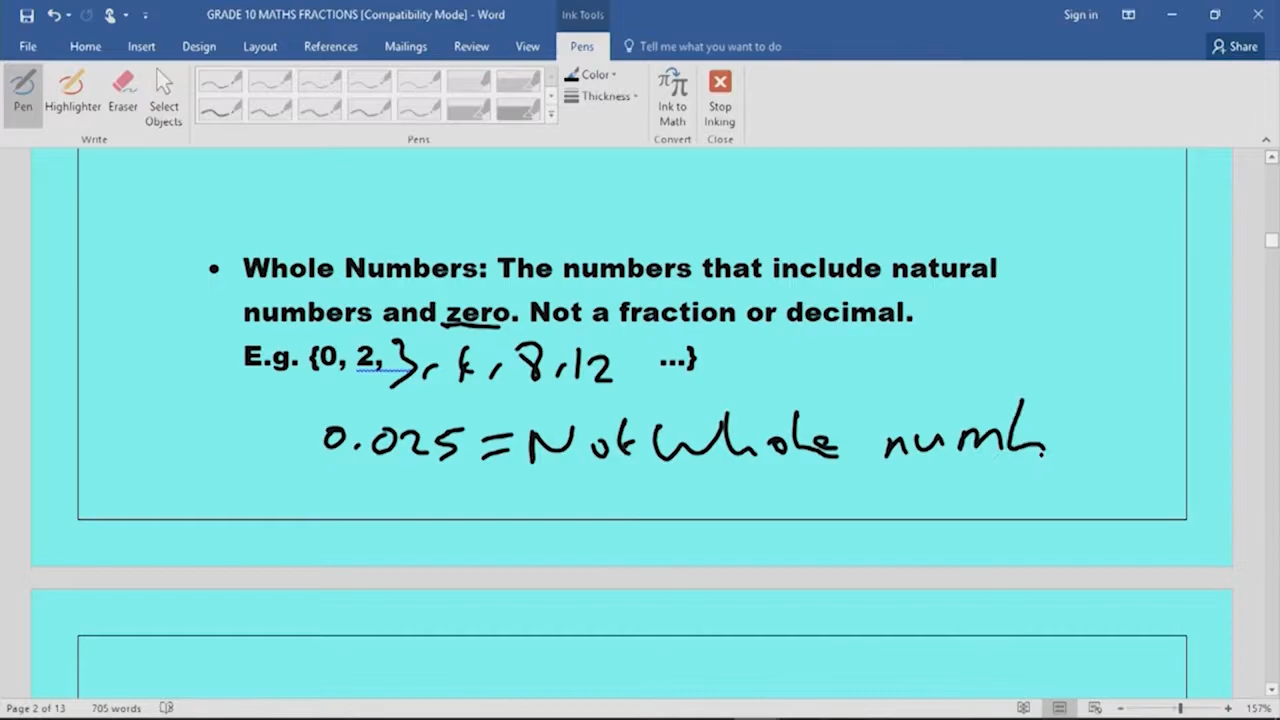 GRADE 10 MATHS FRACTIONS [Compatibility Mode] - Word
Ink Tools
Sign in
File Home Insert Design Layout References Mailings Review View Pens Tell me what you want to do Share
Pen Highlighter Eraser Select Objects
Color
Thickness
Ink to Math
Stop Inking
Write Pens Convert Close
• Whole Numbers: The numbers that include natural
numbers and zero. Not a fraction or decimal.
E.g. {0, 2, 3, 8, 12 ...}
0.025 = Not Whole numb
Page 2 of 13 705 words 157%